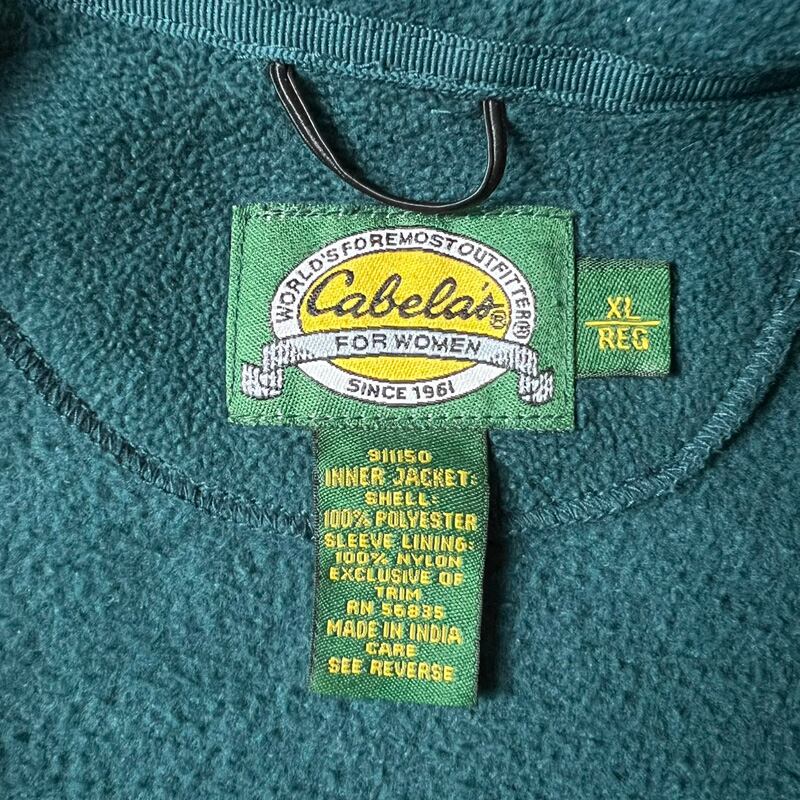 WORLD'S FOREMOST OUTFITTER®
Cabela's®
FOR WOMEN
SINCE 1961
XL
REG
911150
INNER JACKET:
SHELL:
100% POLYESTER
SLEEVE LINING:
100% NYLON
EXCLUSIVE OF
TRIM
RN 56835
MADE IN INDIA
CARE
SEE REVERSE